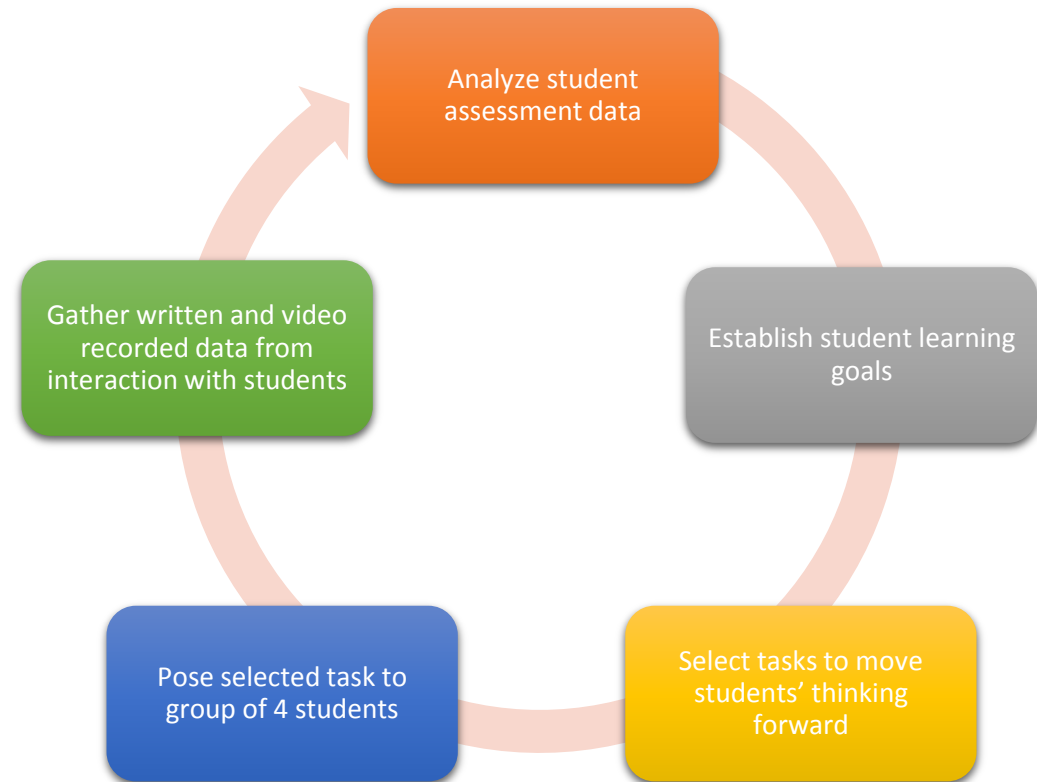 Analyze student
assessment data
Establish student learning
goals
Select tasks to move
students’ thinking
forward
Pose selected task to
group of 4 students
Gather written and video
recorded data from
interaction with students